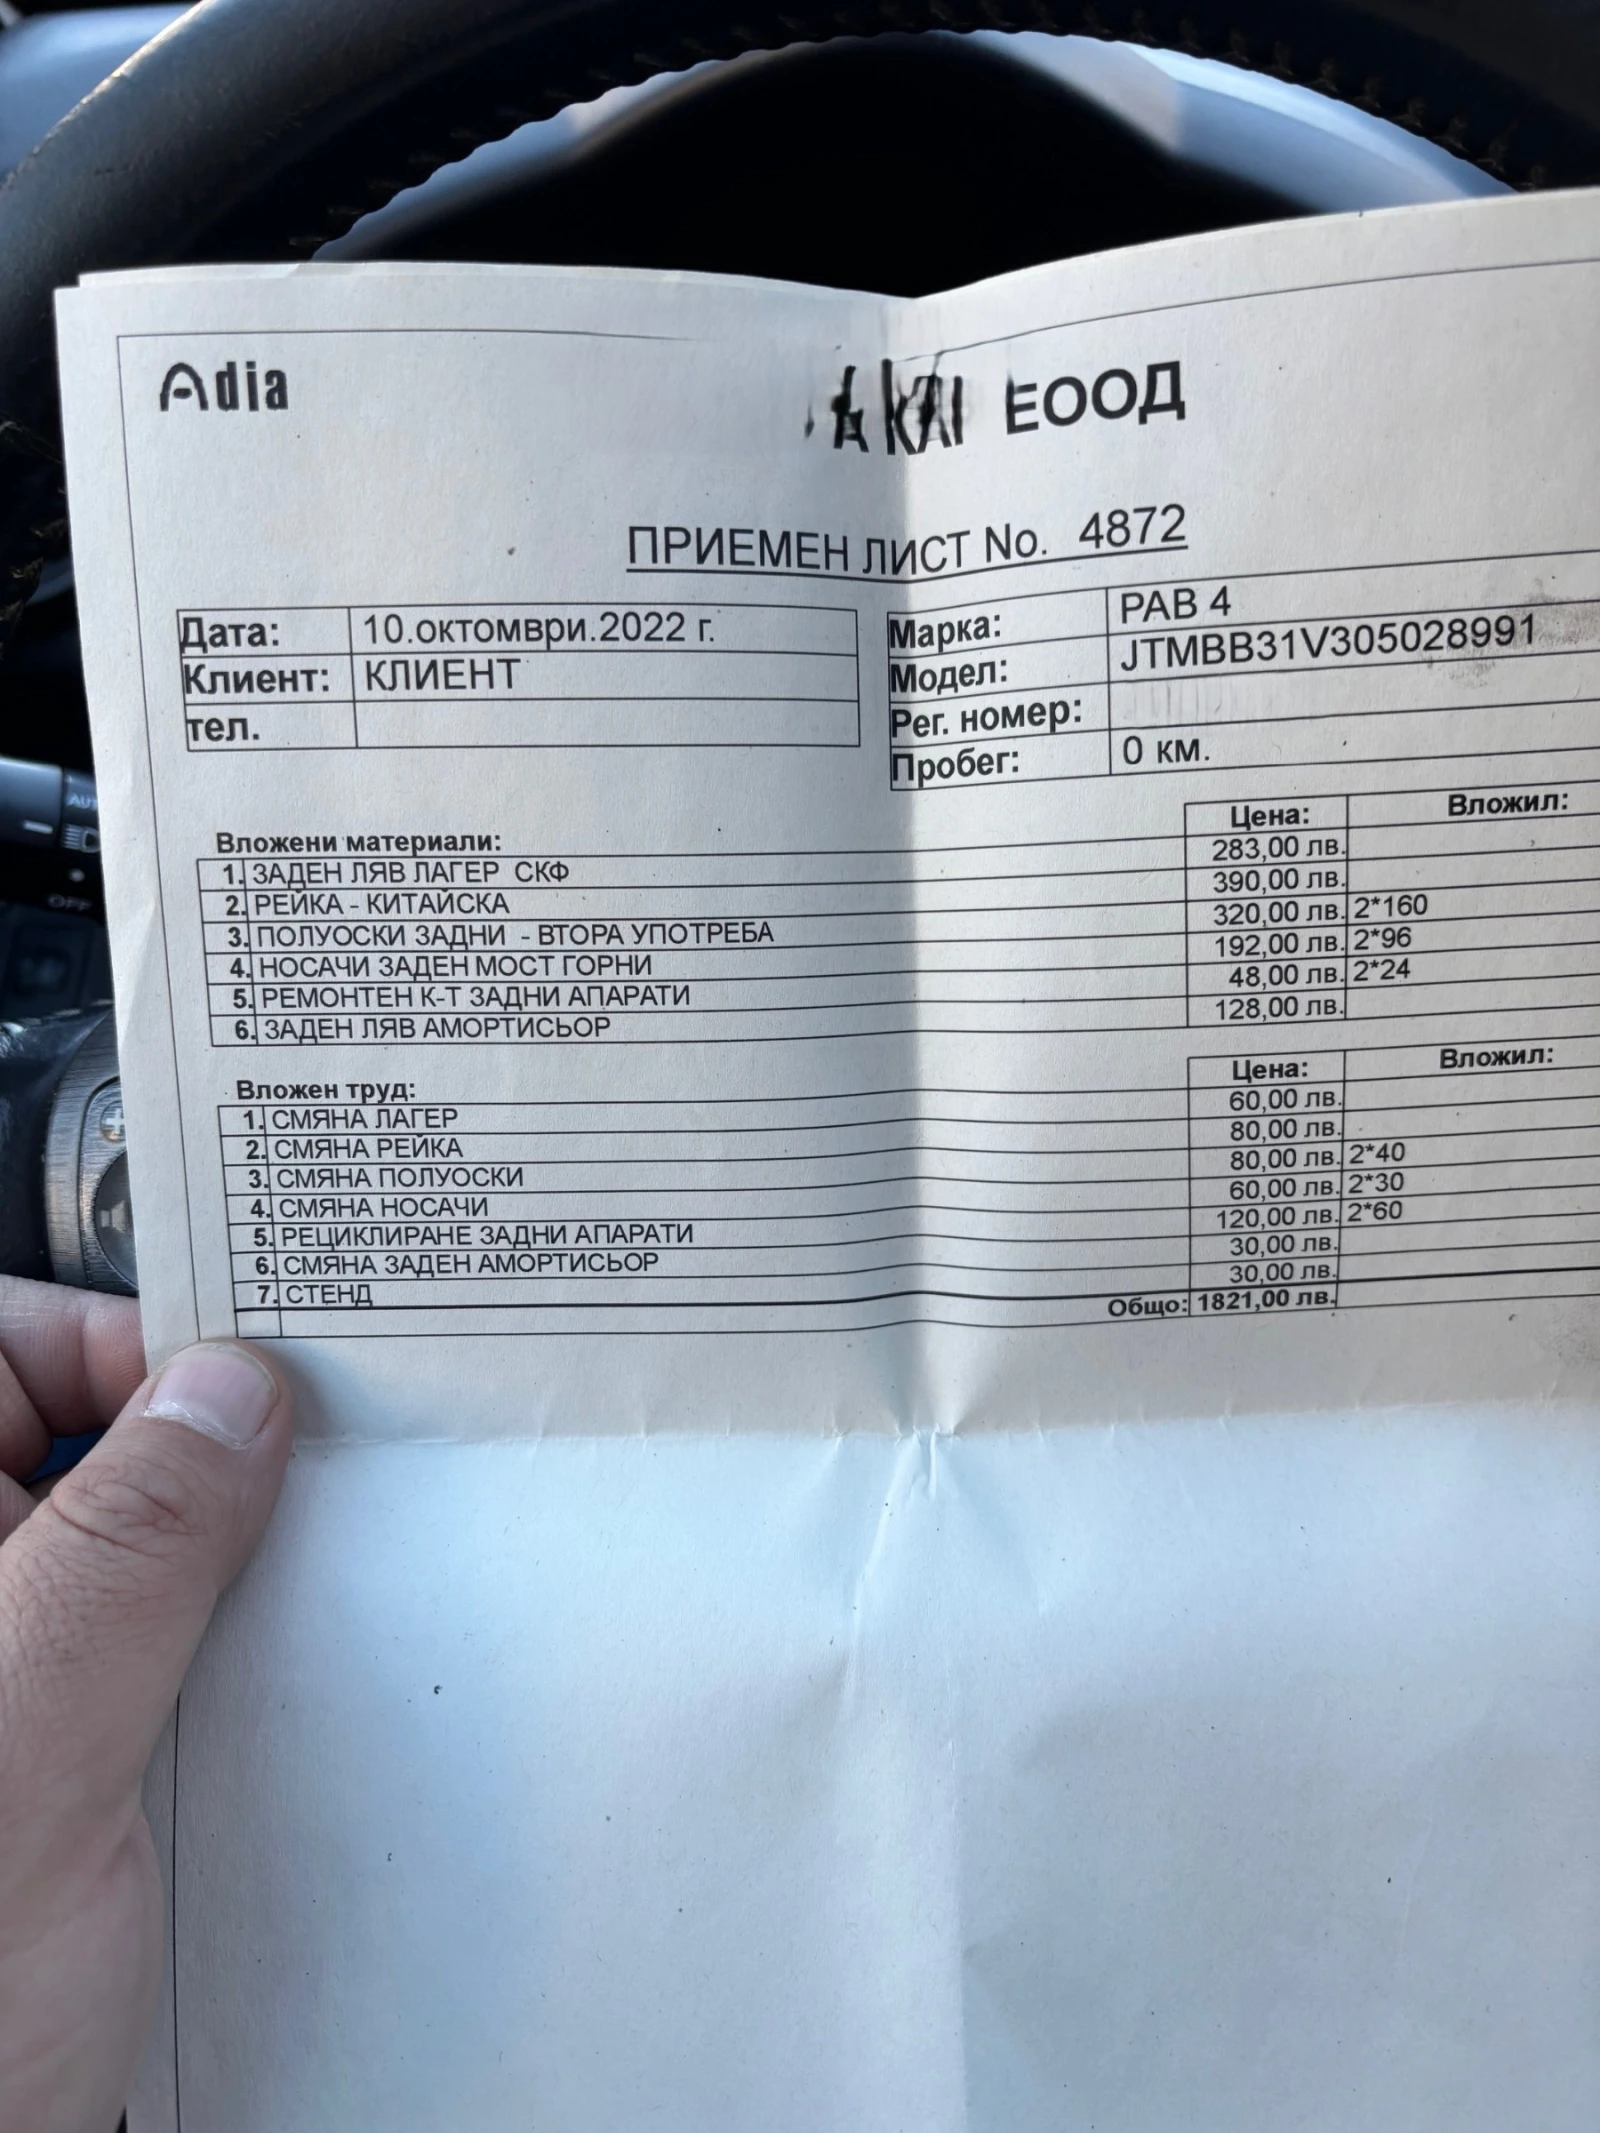 Adia
ЕООД
ПРИЕМЕН ЛИСТ No. 4872
Дата: 10.октомври.2022 г.
Клиент: КЛИЕНТ
тел.
Марка: РАВ 4
Модел: JTMBB31V305028991
Рег. номер:
Пробег: 0 км.
Вложени материали: Цена: Вложил:
1. ЗАДЕН ЛЯВ ЛАГЕР СКФ 283,00 лв.
2. РЕЙКА - КИТАЙСКА 390,00 лв.
3. ПОЛУОСКИ ЗАДНИ - ВТОРА УПОТРЕБА 320,00 лв. 2*160
4. НОСАЧИ ЗАДЕН МОСТ ГОРНИ 192,00 лв. 2*96
5. РЕМОНТЕН К-Т ЗАДНИ АПАРАТИ 48,00 лв. 2*24
6. ЗАДЕН ЛЯВ АМОРТИСЬОР 128,00 лв.
Вложен труд: Цена: Вложил:
1. СМЯНА ЛАГЕР 60,00 лв.
2. СМЯНА РЕЙКА 80,00 лв.
3. СМЯНА ПОЛУОСКИ 80,00 лв. 2*40
4. СМЯНА НОСАЧИ 60,00 лв. 2*30
5. РЕЦИКЛИРАНЕ ЗАДНИ АПАРАТИ 120,00 лв. 2*60
6. СМЯНА ЗАДЕН АМОРТИСЬОР 30,00 лв.
7. СТЕНД 30,00 лв.
Общо: 1821,00 лв.
OFF